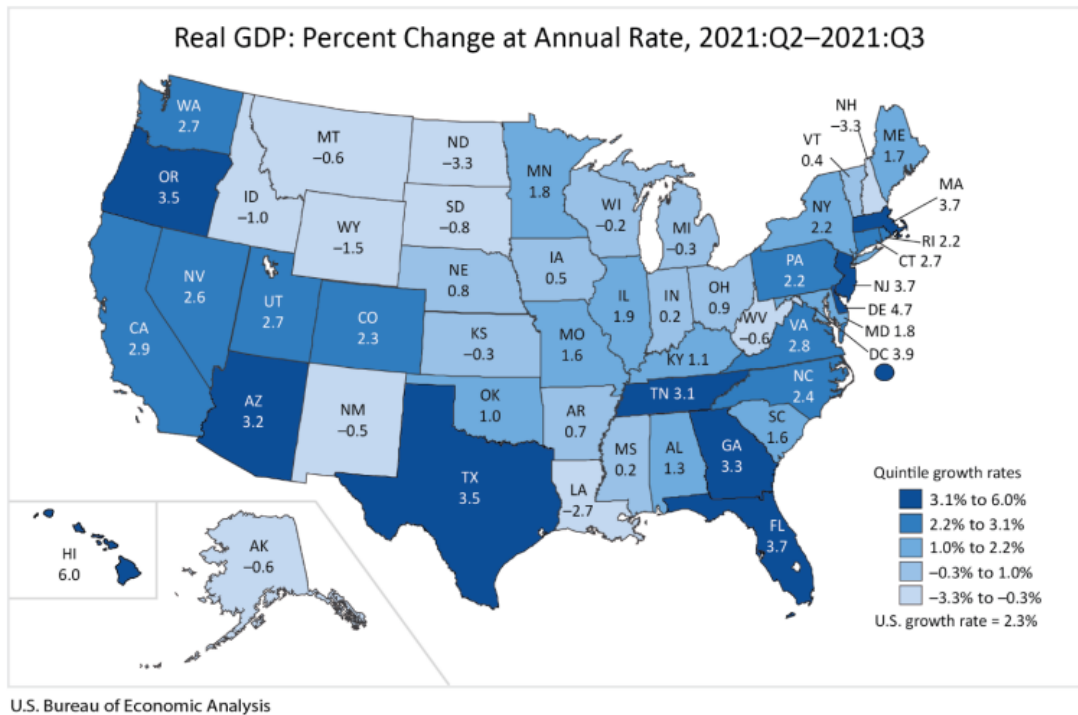 Real GDP: Percent Change at Annual Rate, 2021:Q2–2021:Q3
WA
2.7
OR
3.5
CA
2.9
NV
2.6
ID
–1.0
MT
–0.6
WY
–1.5
UT
2.7
CO
2.3
AZ
3.2
NM
–0.5
ND
–3.3
SD
–0.8
NE
0.8
KS
–0.3
OK
1.0
TX
3.5
MN
1.8
IA
0.5
MO
1.6
AR
0.7
LA
–2.7
WI
–0.2
IL
1.9
MI
–0.3
IN
0.2
OH
0.9
KY 1.1
TN 3.1
MS
0.2
AL
1.3
GA
3.3
FL
3.7
SC
1.6
NC
2.4
VA
2.8
WV
–0.6
PA
2.2
NY
2.2
VT
0.4
NH
–3.3
ME
1.7
MA
3.7
RI 2.2
CT 2.7
NJ 3.7
DE 4.7
MD 1.8
DC 3.9
HI
6.0
AK
–0.6
Quintile growth rates
3.1% to 6.0%
2.2% to 3.1%
1.0% to 2.2%
–0.3% to 1.0%
–3.3% to –0.3%
U.S. growth rate = 2.3%
U.S. Bureau of Economic Analysis